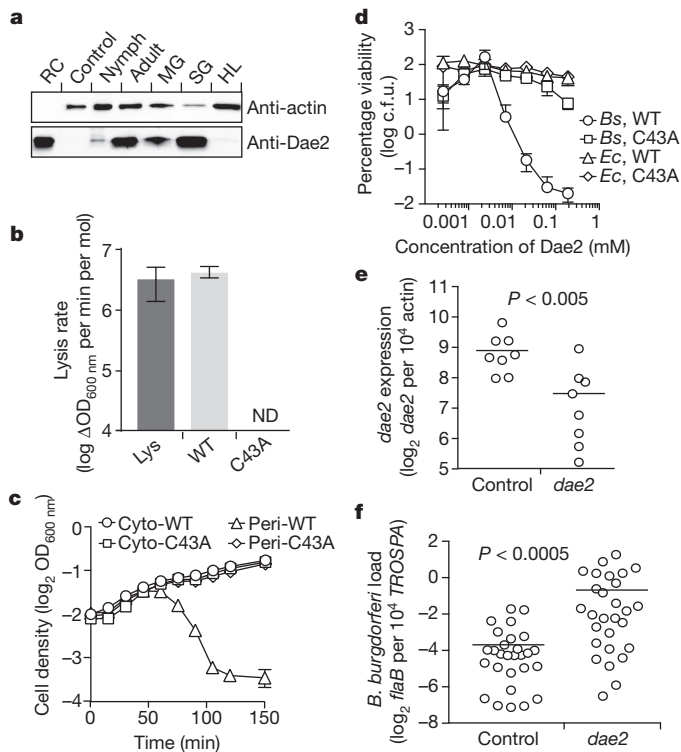 a
RC
Control
Nymph
Adult
MG
SG
HL
Anti-actin
Anti-Dae2
b
Lysis rate
(log ΔOD600 nm per min per mol)
7
6
5
4
ND
Lys
WT
C43A
c
Cyto-WT
Peri-WT
Cyto-C43A
Peri-C43A
Cell density (log2 OD600 nm)
0
−1
−2
−3
−4
0
50
100
150
Time (min)
d
Percentage viability
(log c.f.u.)
3
2
1
0
−1
−2
Bs, WT
Bs, C43A
Ec, WT
Ec, C43A
0.001
0.01
0.1
1
Concentration of Dae2 (mM)
e
P < 0.005
dae2 expression
(log2 dae2 per 10^4 actin)
11
10
9
8
7
6
5
Control
dae2
f
P < 0.0005
B. burgdorferi load
(log2 flaB per 10^4 TROSPA)
2
0
−2
−4
−6
−8
Control
dae2